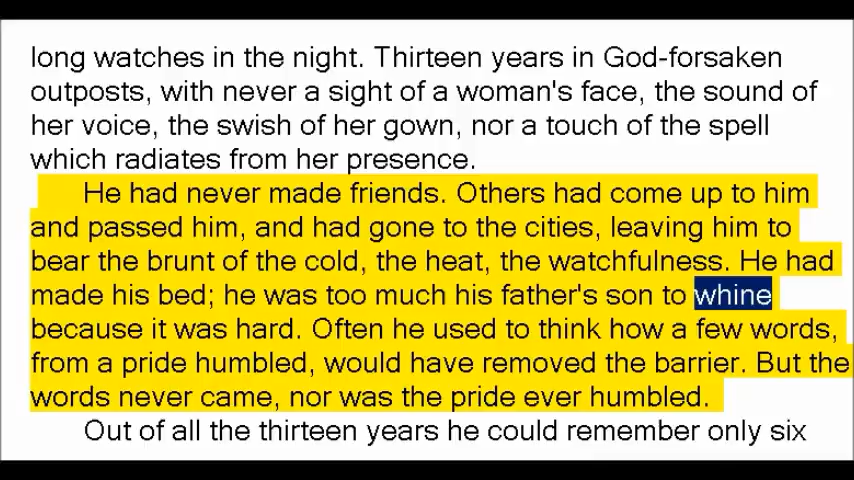 long watches in the night. Thirteen years in God-forsaken
outposts, with never a sight of a woman's face, the sound of
her voice, the swish of her gown, nor a touch of the spell
which radiates from her presence.
He had never made friends. Others had come up to him
and passed him, and had gone to the cities, leaving him to
bear the brunt of the cold, the heat, the watchfulness. He had
made his bed; he was too much his father's son to whine
because it was hard. Often he used to think how a few words,
from a pride humbled, would have removed the barrier. But the
words never came, nor was the pride ever humbled.
Out of all the thirteen years he could remember only six